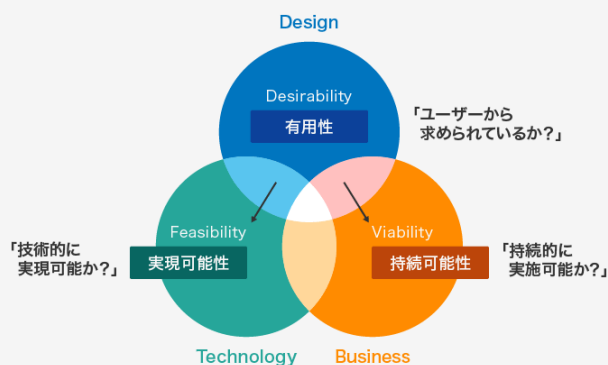 Design
Desirability
有用性
「ユーザーから
求められているか?」
Feasibility
実現可能性
「技術的に
実現可能か?」
Viability
持続可能性
「持続的に
実施可能か?」
Technology
Business